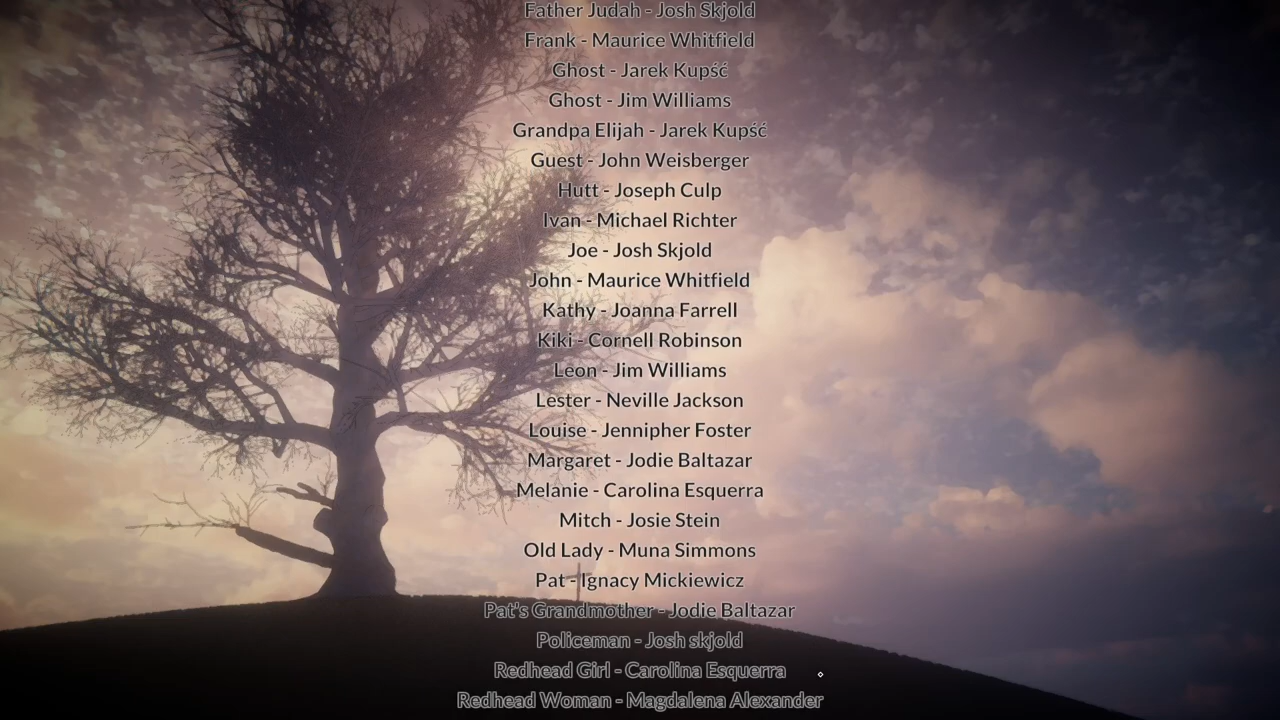 Father Judah - Josh Skjold
Frank - Maurice Whitfield
Ghost - Jarek Kupść
Ghost - Jim Williams
Grandpa Elijah - Jarek Kupść
Guest - John Weisberger
Hutt - Joseph Culp
Ivan - Michael Richter
Joe - Josh Skjold
John - Maurice Whitfield
Kathy - Joanna Farrell
Kiki - Cornell Robinson
Leon - Jim Williams
Lester - Neville Jackson
Louise - Jennipher Foster
Margaret - Jodie Baltazar
Melanie - Carolina Esquerra
Mitch - Josie Stein
Old Lady - Muna Simmons
Pat - Ignacy Mickiewicz
Pat's Grandmother - Jodie Baltazar
Policeman - Josh skjold
Redhead Girl - Carolina Esquerra
Redhead Woman - Magdalena Alexander